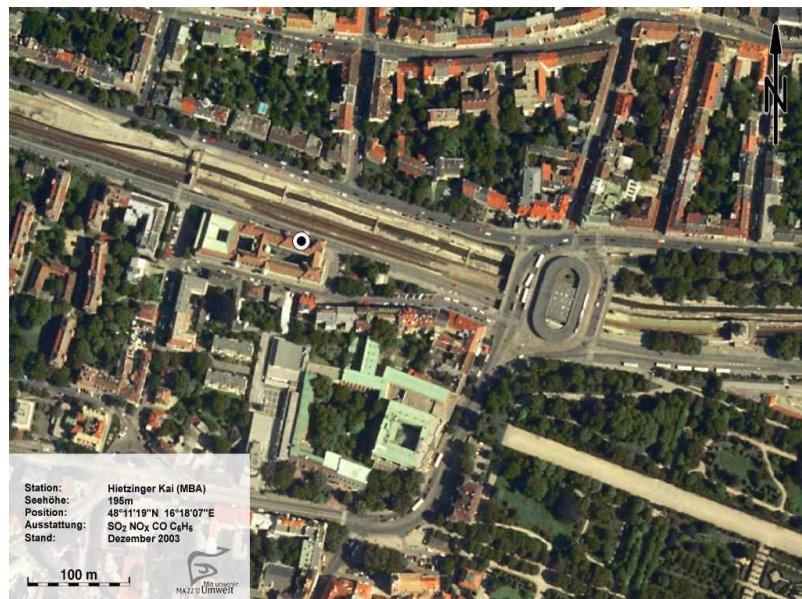 N
Station: Hietzinger Kai (MBA)
Seehöhe: 195m
Position: 48°11'19"N 16°18'07"E
Ausstattung: SO₂ NOₓ CO C₆H₆
Stand: Dezember 2003
100 m
Mit unserer
MA22 Umwelt